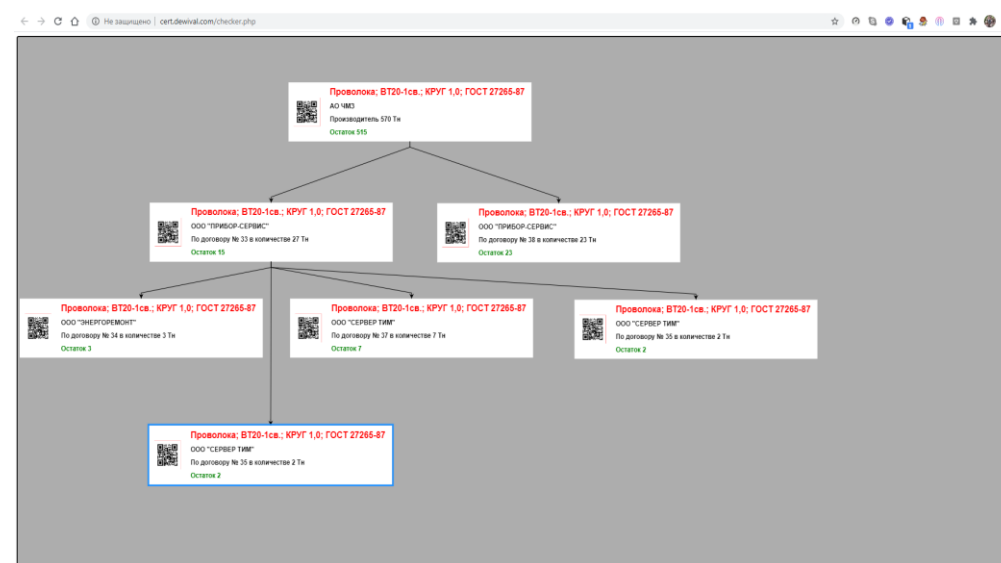 Не защищено | cert.dewival.com/checker.php
Проволока; ВТ20-1св.; КРУГ 1,0; ГОСТ 27265-87
АО ЧМЗ
Производитель 570 Тн
Остаток 515
Проволока; ВТ20-1св.; КРУГ 1,0; ГОСТ 27265-87
ООО "ПРИБОР-СЕРВИС"
По договору № 33 в количестве 27 Тн
Остаток 15
Проволока; ВТ20-1св.; КРУГ 1,0; ГОСТ 27265-87
ООО "ПРИБОР-СЕРВИС"
По договору № 38 в количестве 23 Тн
Остаток 23
Проволока; ВТ20-1св.; КРУГ 1,0; ГОСТ 27265-87
ООО "ЭНЕРГОРЕМОНТ"
По договору № 34 в количестве 3 Тн
Остаток 3
Проволока; ВТ20-1св.; КРУГ 1,0; ГОСТ 27265-87
ООО "СЕРВЕР ТИМ"
По договору № 37 в количестве 7 Тн
Остаток 7
Проволока; ВТ20-1св.; КРУГ 1,0; ГОСТ 27265-87
ООО "СЕРВЕР ТИМ"
По договору № 35 в количестве 2 Тн
Остаток 2
Проволока; ВТ20-1св.; КРУГ 1,0; ГОСТ 27265-87
ООО "СЕРВЕР ТИМ"
По договору № 35 в количестве 2 Тн
Остаток 2